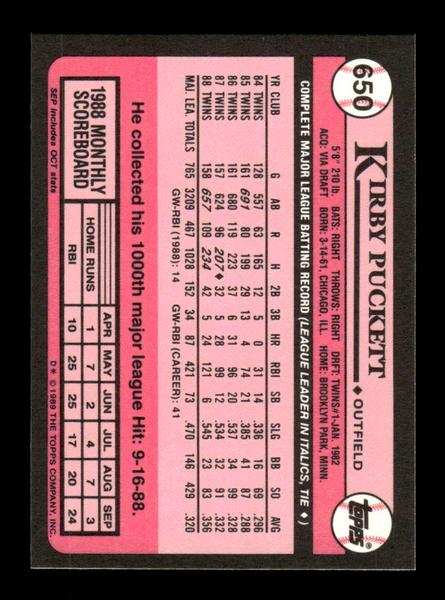 650
KIRBY PUCKETT ♦ OUTFIELD
TOPPS®
5'8" 210 lb. BATS: RIGHT THROWS: RIGHT DRFT: TWINS#1-JAN. 1982
ACQ: VIA DRAFT BORN: 3-14-61, CHICAGO, ILL. HOME: BROOKLYN PARK, MINN.
COMPLETE MAJOR LEAGUE BATTING RECORD (LEAGUE LEADER IN ITALICS, TIE ♦)
YR CLUB G AB R H 2B 3B HR RBI SB SLG BB SO AVG
84 TWINS 128 557 63 165 12 5 0 31 14 .336 16 69 .296
85 TWINS 161 691 80 199 29 13 4 74 21 .385 41 87 .288
86 TWINS 161 680 119 223 37 6 31 96 20 .537 34 99 .328
87 TWINS 157 624 96 207♦ 32 5 28 99 12 .534 32 91 .332
88 TWINS 158 657 109 234 42 5 24 121 6 .545 23 83 .356
MAJ. LEA. TOTALS 765 3209 467 1028 152 34 87 421 73 .470 146 429 .320
GW-RBI (1988): 14 GW-RBI (CAREER): 41
He collected his 1000th major league Hit: 9-16-88.
1988 MONTHLY SCOREBOARD
APR MAY JUN JUL AUG SEP
HOME RUNS 1 7 2 4 7 3
RBI 10 25 25 17 20 24
SEP includes OCT stats
D* © 1989 THE TOPPS COMPANY, INC.